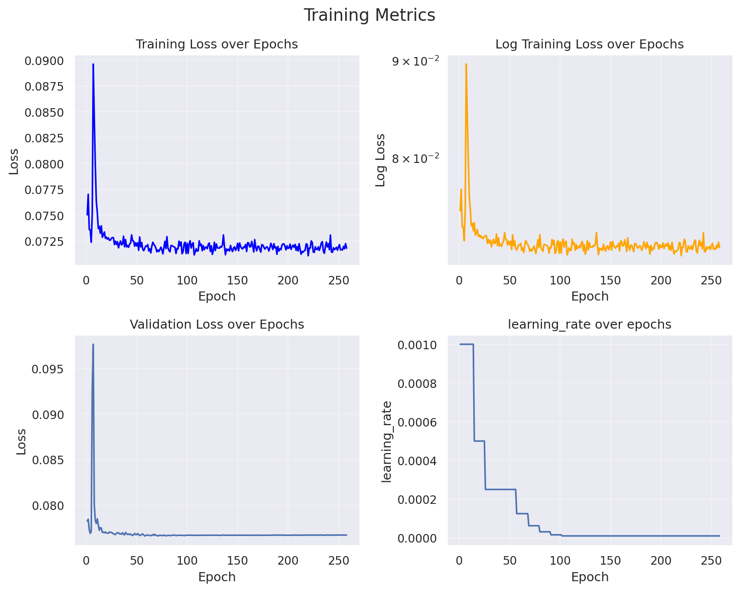 Training Metrics
Training Loss over Epochs
0.0900
0.0875
0.0850
0.0825
0.0800
0.0775
0.0750
0.0725
Loss
0 50 100 150 200 250
Epoch
Log Training Loss over Epochs
9 × 10⁻²
8 × 10⁻²
Log Loss
0 50 100 150 200 250
Epoch
Validation Loss over Epochs
0.095
0.090
0.085
0.080
Loss
0 50 100 150 200 250
Epoch
learning_rate over epochs
0.0010
0.0008
0.0006
0.0004
0.0002
0.0000
learning_rate
0 50 100 150 200 250
Epoch